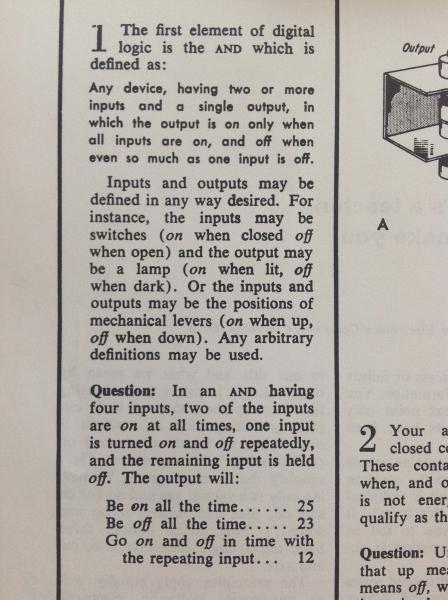 1 The first element of digital
logic is the AND which is
defined as:
Any device, having two or more
inputs and a single output, in
which the output is on only when
all inputs are on, and off when
even so much as one input is off.
Inputs and outputs may be
defined in any way desired. For
instance, the inputs may be
switches (on when closed off
when open) and the output may
be a lamp (on when lit, off
when dark). Or the inputs and
outputs may be the positions of
mechanical levers (on when up,
off when down). Any arbitrary
definitions may be used.
Question: In an AND having
four inputs, two of the inputs
are on at all times, one input
is turned on and off repeatedly,
and the remaining input is held
off. The output will:
Be on all the time...... 25
Be off all the time..... 23
Go on and off in time with
the repeating input... 12
Output
A
2 Your
closed
These
when, and
is not
qualify as
Question:
that up
means off,